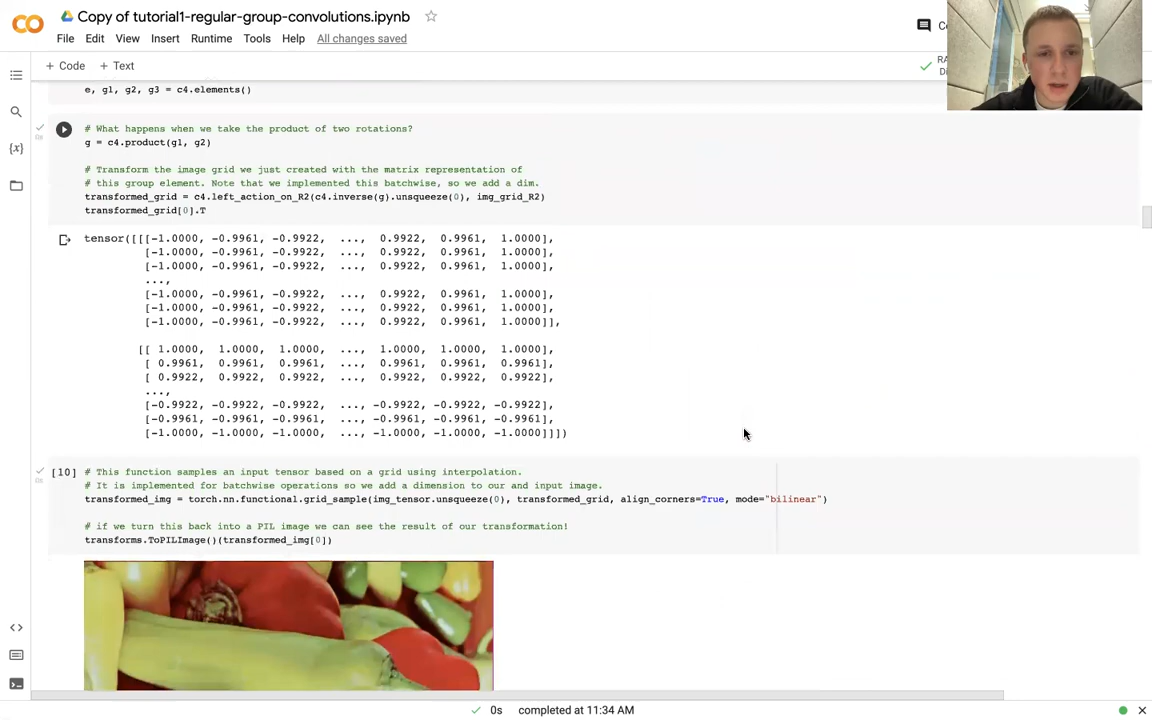 Copy of tutorial1-regular-group-convolutions.ipynb
File Edit View Insert Runtime Tools Help All changes saved
+ Code + Text
e, g1, g2, g3 = c4.elements()
# What happens when we take the product of two rotations?
g = c4.product(g1, g2)
# Transform the image grid we just created with the matrix representation of
# this group element. Note that we implemented this batchwise, so we add a dim.
transformed_grid = c4.left_action_on_R2(c4.inverse(g).unsqueeze(0), img_grid_R2)
transformed_grid[0].T
tensor([[[-1.0000, -0.9961, -0.9922, ..., 0.9922, 0.9961, 1.0000],
[-1.0000, -0.9961, -0.9922, ..., 0.9922, 0.9961, 1.0000],
[-1.0000, -0.9961, -0.9922, ..., 0.9922, 0.9961, 1.0000],
...,
[-1.0000, -0.9961, -0.9922, ..., 0.9922, 0.9961, 1.0000],
[-1.0000, -0.9961, -0.9922, ..., 0.9922, 0.9961, 1.0000],
[-1.0000, -0.9961, -0.9922, ..., 0.9922, 0.9961, 1.0000]],
[[ 1.0000, 1.0000, 1.0000, ..., 1.0000, 1.0000, 1.0000],
[ 0.9961, 0.9961, 0.9961, ..., 0.9961, 0.9961, 0.9961],
[ 0.9922, 0.9922, 0.9922, ..., 0.9922, 0.9922, 0.9922],
...,
[-0.9922, -0.9922, -0.9922, ..., -0.9922, -0.9922, -0.9922],
[-0.9961, -0.9961, -0.9961, ..., -0.9961, -0.9961, -0.9961],
[-1.0000, -1.0000, -1.0000, ..., -1.0000, -1.0000, -1.0000]]])
[10] # This function samples an input tensor based on a grid using interpolation.
# It is implemented for batchwise operations so we add a dimension to our and input image.
transformed_img = torch.nn.functional.grid_sample(img_tensor.unsqueeze(0), transformed_grid, align_corners=True, mode="bilinear")
# if we turn this back into a PIL image we can see the result of our transformation!
transforms.ToPILImage()(transformed_img[0])
0s completed at 11:34 AM